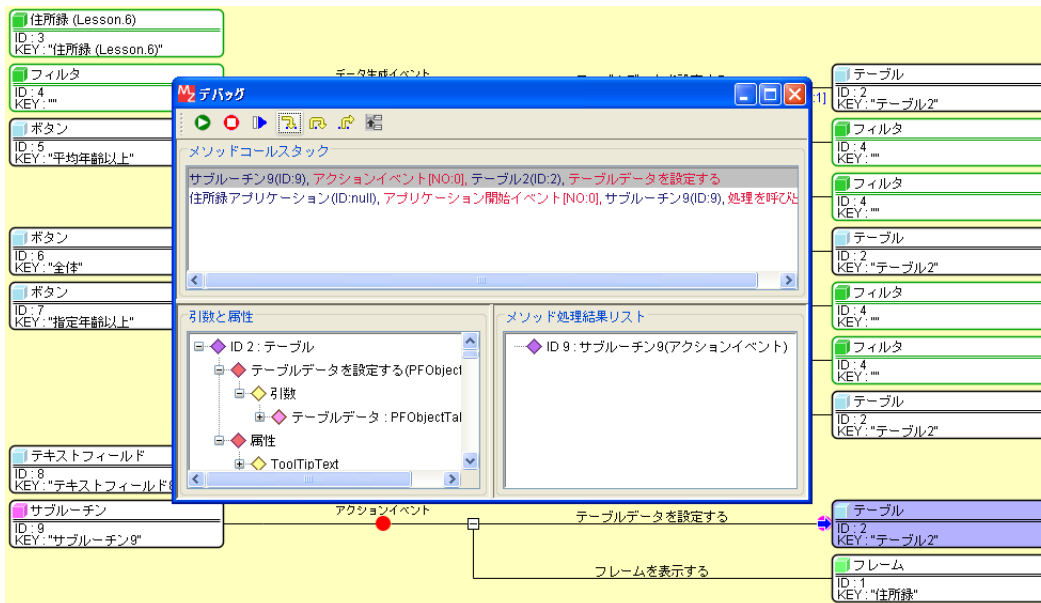 住所録 (Lesson.6)
ID : 3
KEY : "住所録 (Lesson.6)"
フィルタ
ID : 4
KEY : ""
ボタン
ID : 5
KEY : "平均年齢以上"
ボタン
ID : 6
KEY : "全体"
ボタン
ID : 7
KEY : "指定年齢以上"
テキストフィールド
ID : 8
KEY : "テキストフィールド8
サブルーチン
ID : 9
KEY : "サブルーチン9"
データ生成イベント
デバッグ
メソッドコールスタック
サブルーチン9(ID:9), アクションイベント[NO:0], テーブル2(ID:2), テーブルデータを設定する
住所録アプリケーション(ID:null), アプリケーション開始イベント[NO:0], サブルーチン9(ID:9), 処理を呼び出
引数と属性
ID 2 : テーブル
テーブルデータを設定する(PFObject
引数
テーブルデータ : PFObjectTal
属性
ToolTipText
メソッド処理結果リスト
ID 9 : サブルーチン9(アクションイベント)
アクションイベント
テーブルデータを設定する
フレームを表示する
:1]
テーブル
ID : 2
KEY : "テーブル2"
フィルタ
ID : 4
KEY : ""
フィルタ
ID : 4
KEY : ""
テーブル
ID : 2
KEY : "テーブル2"
フィルタ
ID : 4
KEY : ""
フィルタ
ID : 4
KEY : ""
テーブル
ID : 2
KEY : "テーブル2"
テーブル
ID : 2
KEY : "テーブル2"
フレーム
ID : 1
KEY : "住所録"